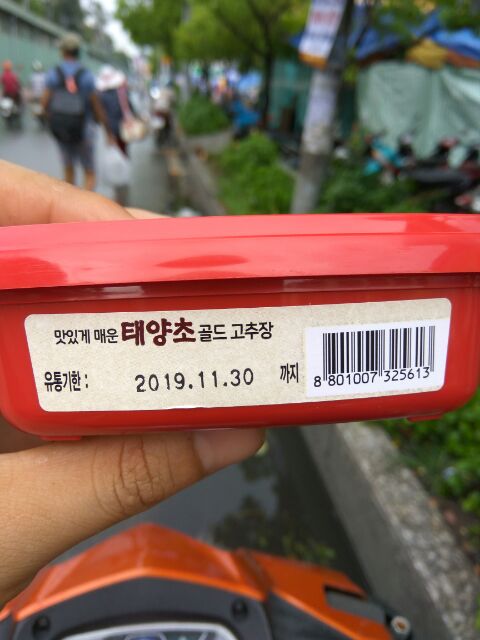 맛있게 매운 태양초 골드 고추장
유통기한 : 2019.11.30 까지
8 801007 325613